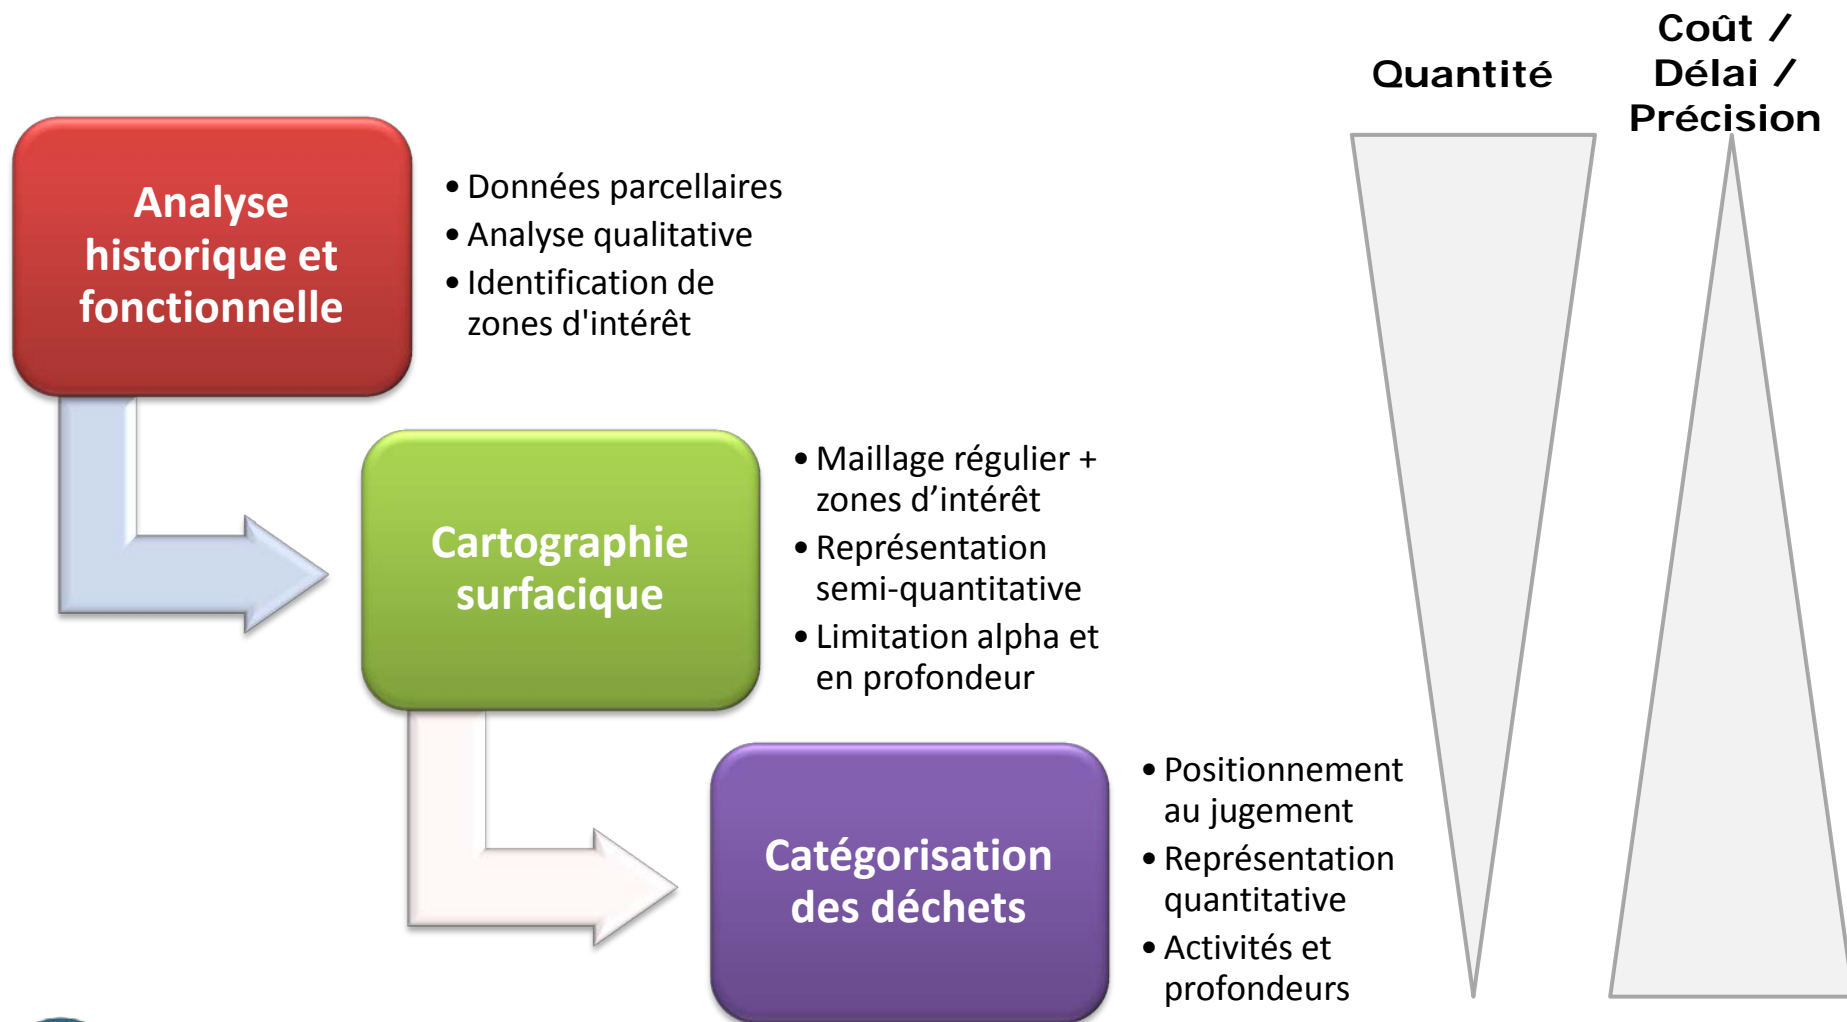 Quantité
Coût /
Délai /
Précision
Analyse
historique et
fonctionnelle
• Données parcellaires
• Analyse qualitative
• Identification de
zones d'intérêt
Cartographie
surfacique
• Maillage régulier +
zones d’intérêt
• Représentation
semi-quantitative
• Limitation alpha et
en profondeur
Catégorisation
des déchets
• Positionnement
au jugement
• Représentation
quantitative
• Activités et
profondeurs